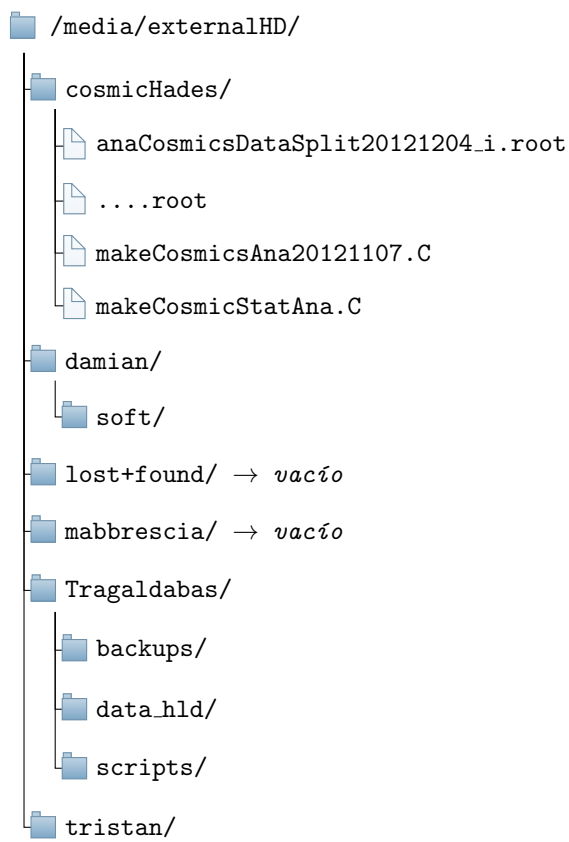 /media/externalHD/
cosmicHades/
anaCosmicsDataSplit20121204_i.root
....root
makeCosmicsAna20121107.C
makeCosmicStatAna.C
damian/
soft/
lost+found/ → vacío
mabbrescia/ → vacío
Tragaldabas/
backups/
data_hld/
scripts/
tristan/